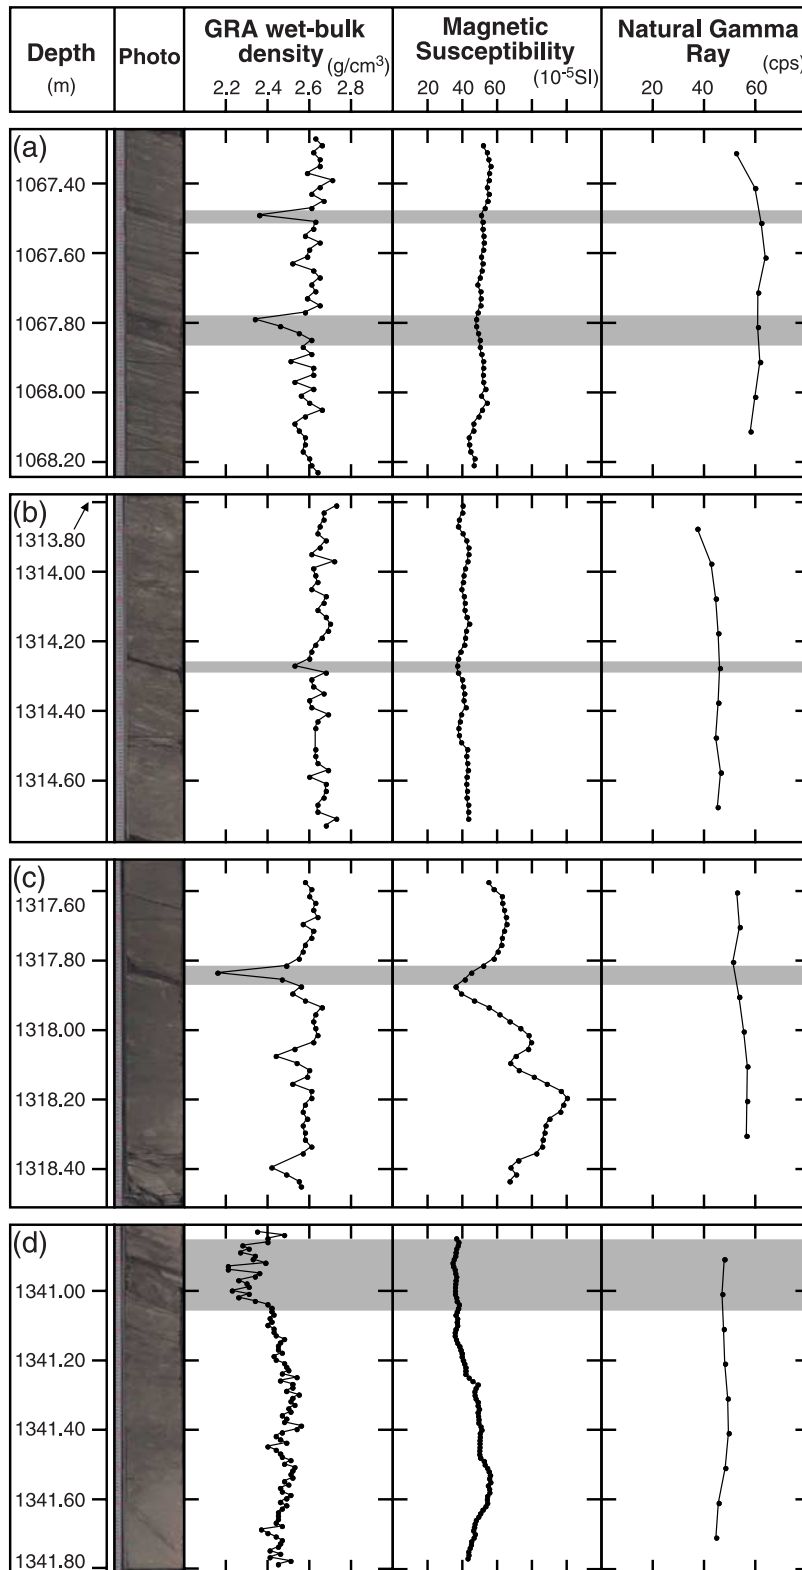 Depth
(m)
Photo
GRA wet-bulk
density (g/cm³)
2.2 2.4 2.6 2.8
Magnetic
Susceptibility
(10⁻⁵SI)
20 40 60
Natural Gamma
Ray (cps)
20 40 60
(a)
1067.40
1067.60
1067.80
1068.00
1068.20
(b)
1313.80
1314.00
1314.20
1314.40
1314.60
(c)
1317.60
1317.80
1318.00
1318.20
1318.40
(d)
1341.00
1341.20
1341.40
1341.60
1341.80